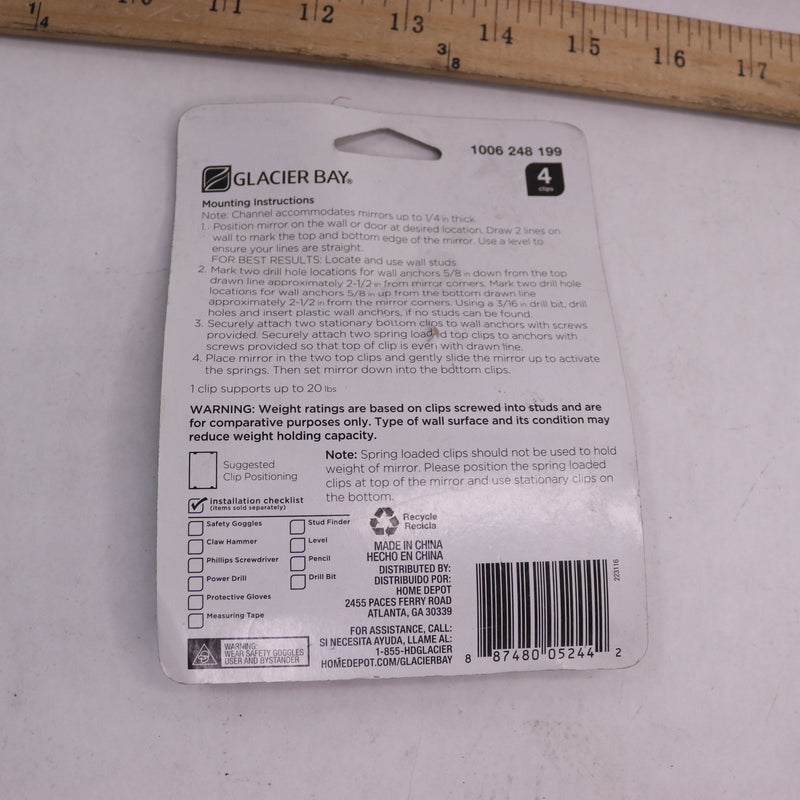 1/4 10 11 12 13 14 15 16 17
3/8
1006 248 199
GLACIER BAY®
4
clips
Mounting Instructions
Note: Channel accommodates mirrors up to 1/4 in thick
1. Position mirror on the wall or door at desired location. Draw 2 lines on
wall to mark the top and bottom edge of the mirror. Use a level to
ensure your lines are straight.
FOR BEST RESULTS: Locate and use wall studs.
2. Mark two drill hole locations for wall anchors 5/8 in down from the top
drawn line approximately 2-1/2 in from mirror corners. Mark two drill hole
locations for wall anchors 5/8 in up from the bottom drawn line
approximately 2-1/2 in from the mirror corners. Using a 3/16 in drill bit, drill
holes and insert plastic wall anchors, if no studs can be found.
3. Securely attach two stationary bottom clips to wall anchors with screws
provided. Securely attach two spring loaded top clips to anchors with
screws provided so that top of clip is even with drawn line.
4. Place mirror in the two top clips and gently slide the mirror up to activate
the springs. Then set mirror down into the bottom clips.
1 clip supports up to 20 lbs
WARNING: Weight ratings are based on clips screwed into studs and are
for comparative purposes only. Type of wall surface and its condition may
reduce weight holding capacity.
Suggested
Clip Positioning
Note: Spring loaded clips should not be used to hold
weight of mirror. Please position the spring loaded
clips at top of the mirror and use stationary clips on
the bottom.
installation checklist
(items sold separately)
Safety Goggles
Claw Hammer
Phillips Screwdriver
Power Drill
Protective Gloves
Measuring Tape
Stud Finder
Level
Pencil
Drill Bit
Recycle
Recicla
MADE IN CHINA
HECHO EN CHINA
DISTRIBUTED BY:
DISTRIBUIDO POR:
HOME DEPOT
2455 PACES FERRY ROAD
ATLANTA, GA 30339
FOR ASSISTANCE, CALL:
SI NECESITA AYUDA, LLAME AL:
1-855-HDGLACIER
HOMEDEPOT.COM/GLACIERBAY
WARNING:
WEAR SAFETY GOGGLES
USER AND BYSTANDER
223116
8 87480 05244 2